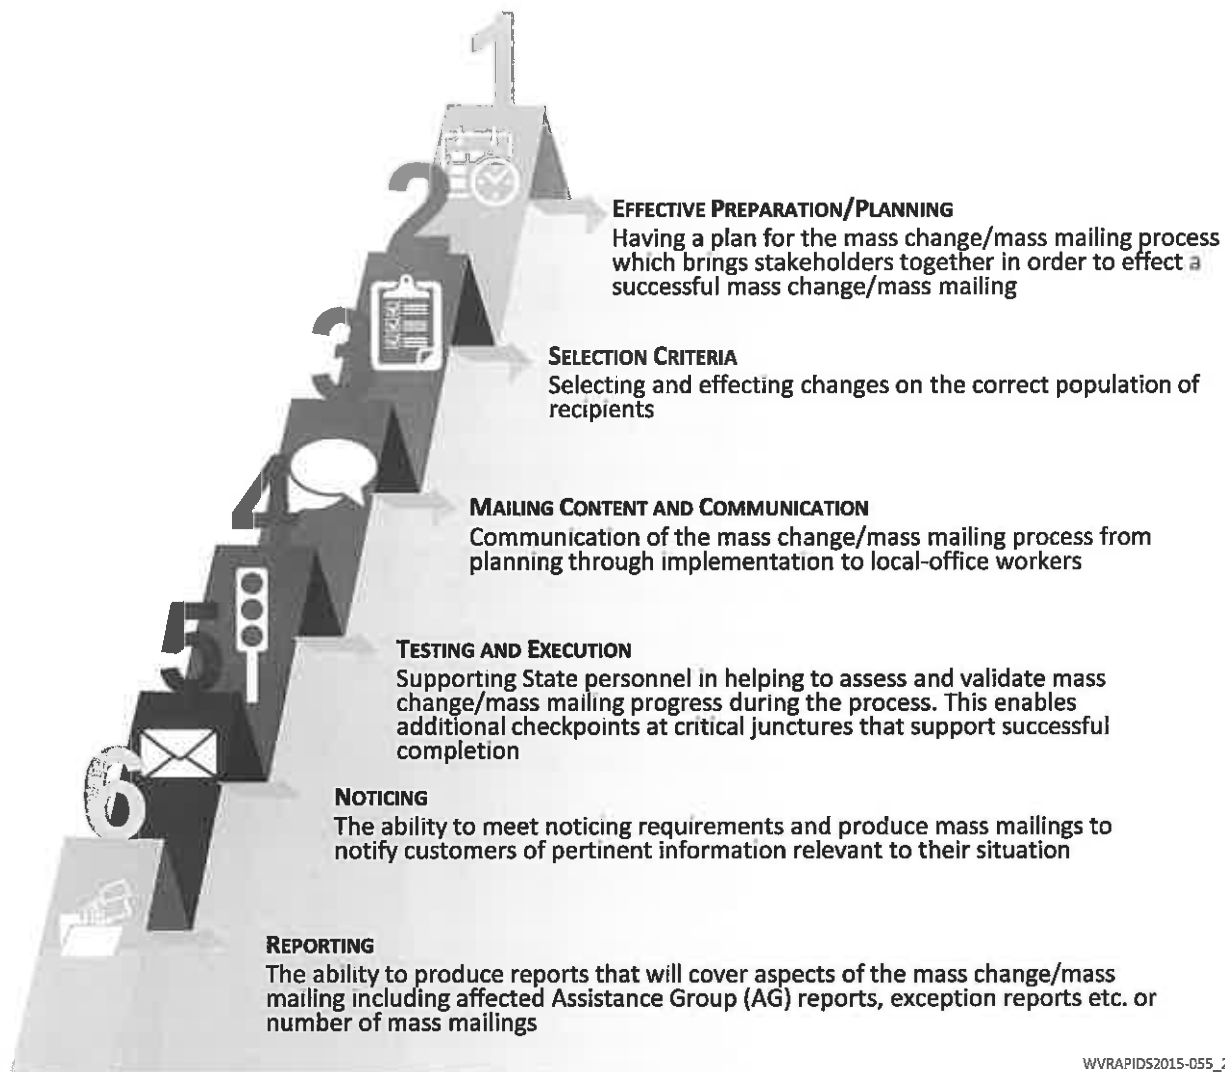 1
EFFECTIVE PREPARATION/PLANNING
Having a plan for the mass change/mass mailing process
which brings stakeholders together in order to effect a
successful mass change/mass mailing
2
SELECTION CRITERIA
Selecting and effecting changes on the correct population of
recipients
3
MAILING CONTENT AND COMMUNICATION
Communication of the mass change/mass mailing process from
planning through implementation to local-office workers
4
TESTING AND EXECUTION
Supporting State personnel in helping to assess and validate mass
change/mass mailing progress during the process. This enables
additional checkpoints at critical junctures that support successful
completion
5
NOTICING
The ability to meet noticing requirements and produce mass mailings to
notify customers of pertinent information relevant to their situation
6
REPORTING
The ability to produce reports that will cover aspects of the mass change/mass
mailing including affected Assistance Group (AG) reports, exception reports etc. or
number of mass mailings
WVRAPIDS2015-055_2